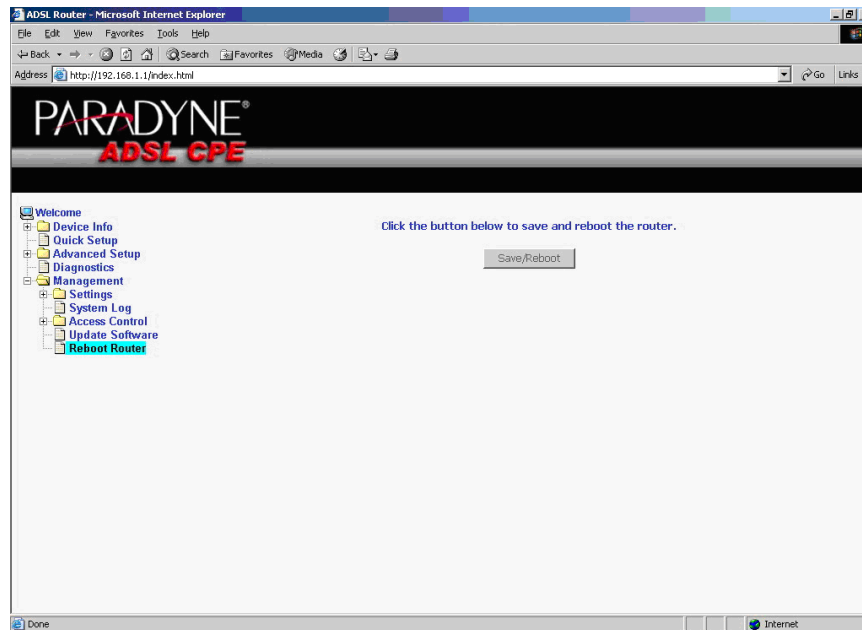 ADSL Router - Microsoft Internet Explorer
File Edit View Favorites Tools Help
Back Search Favorites Media
Address http://192.168.1.1/index.html Go Links
PARADYNE®
ADSL CPE
Welcome
Device Info
Quick Setup
Advanced Setup
Diagnostics
Management
Settings
System Log
Access Control
Update Software
Reboot Router
Click the button below to save and reboot the router.
Save/Reboot
Done Internet